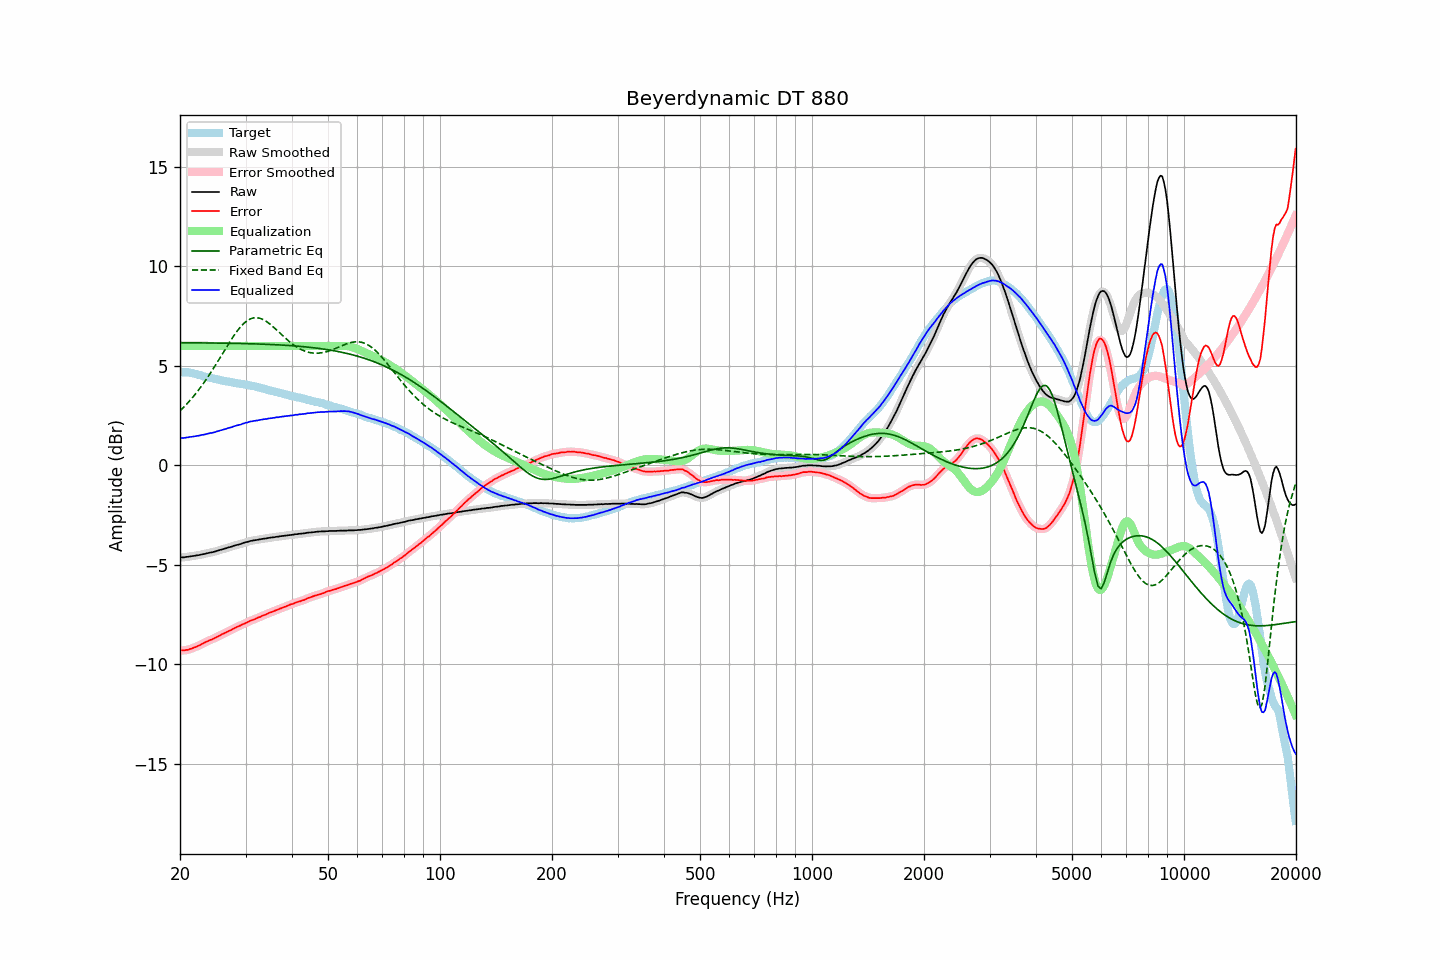 Beyerdynamic DT 880
Target
Raw Smoothed
Error Smoothed
Raw
Error
Equalization
Parametric Eq
Fixed Band Eq
Equalized
15
10
5
0
−5
−10
−15
Amplitude (dBr)
20 50 100 200 500 1000 2000 5000 10000 20000
Frequency (Hz)